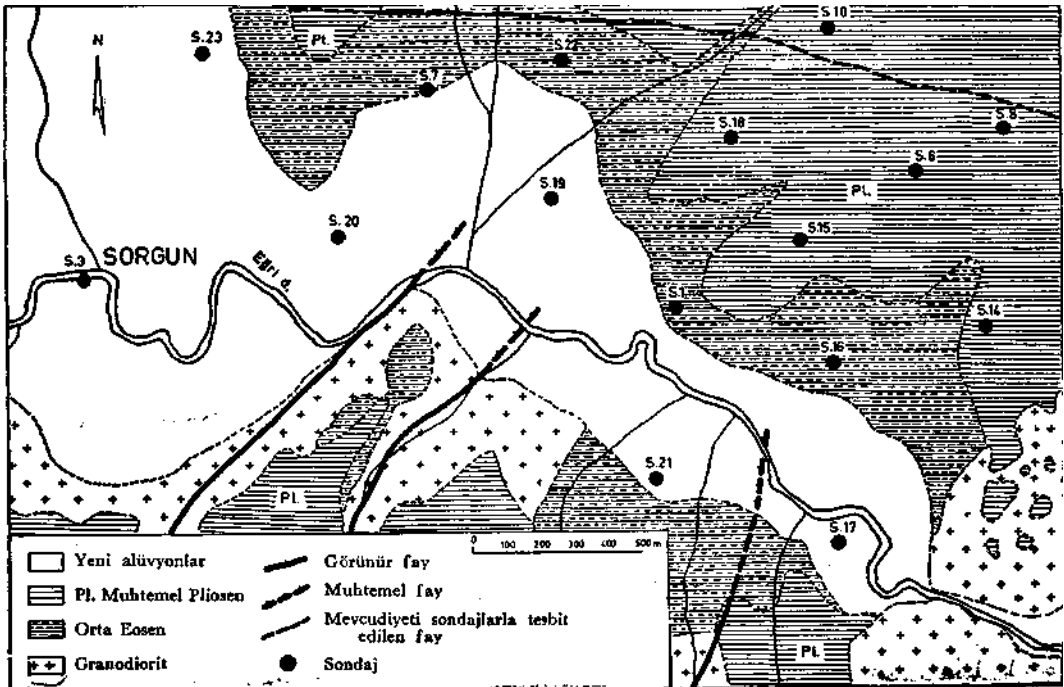 N
S.23
Pt.
S.22
S.10
S.7
S.18
S.8
S.6
Pl.
S.19
S.20
S.15
SORGUN
S.3
Eğri d.
S.1
S.14
S.16
Pl.
S.21
S.17
Pl.
0 100 200 300 400 500 m
Yeni alüvyonlar
Pl. Muhtemel Pliosen
Orta Eosen
Granodiorit
Görünür fay
Muhtemel fay
Mevcudiyeti sondajlarla tesbit
edilen fay
Sondaj